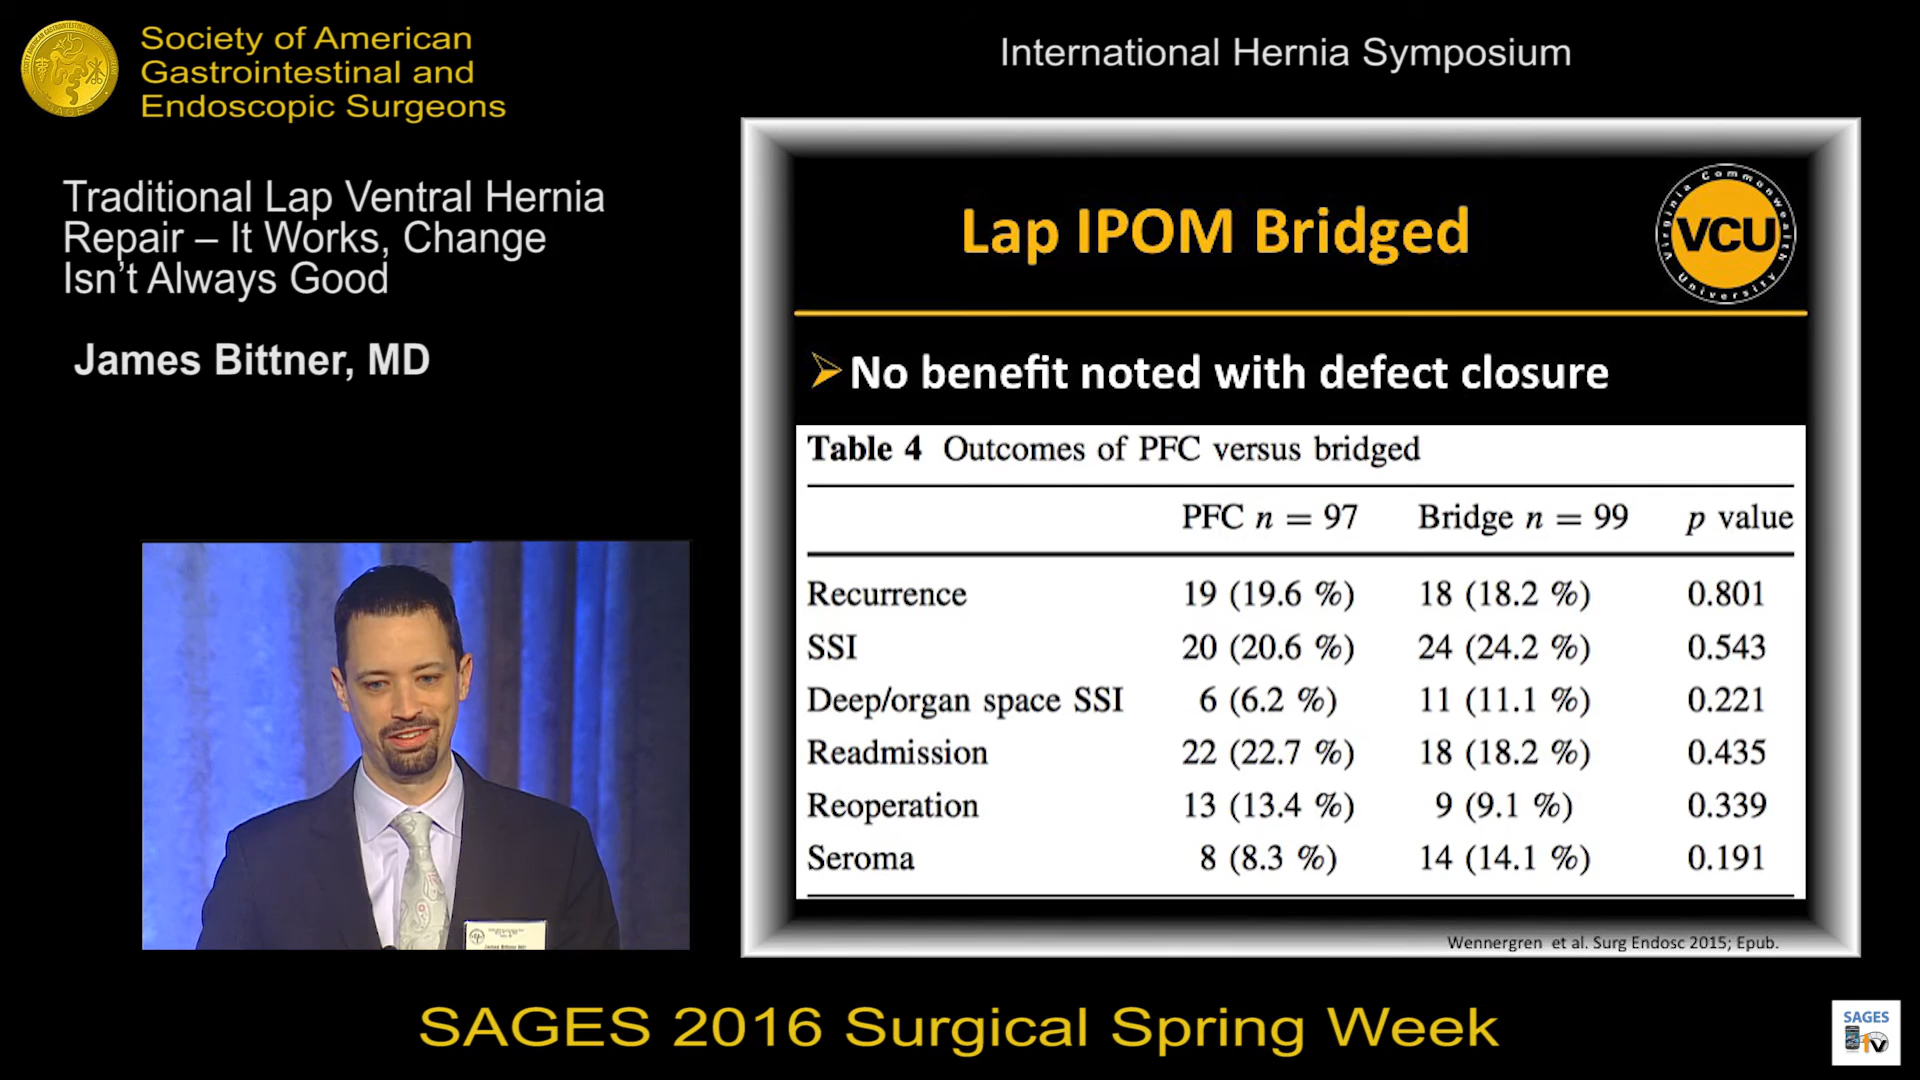 Society of American
Gastrointestinal and
Endoscopic Surgeons
International Hernia Symposium
Traditional Lap Ventral Hernia
Repair – It Works, Change
Isn't Always Good
James Bittner, MD
Lap IPOM Bridged
Virginia Commonwealth University
VCU
No benefit noted with defect closure
Table 4 Outcomes of PFC versus bridged
PFC n = 97 Bridge n = 99 p value
Recurrence 19 (19.6 %) 18 (18.2 %) 0.801
SSI 20 (20.6 %) 24 (24.2 %) 0.543
Deep/organ space SSI 6 (6.2 %) 11 (11.1 %) 0.221
Readmission 22 (22.7 %) 18 (18.2 %) 0.435
Reoperation 13 (13.4 %) 9 (9.1 %) 0.339
Seroma 8 (8.3 %) 14 (14.1 %) 0.191
Wennergren et al. Surg Endosc 2015; Epub.
SAGES 2016 Surgical Spring Week
SAGES
TV